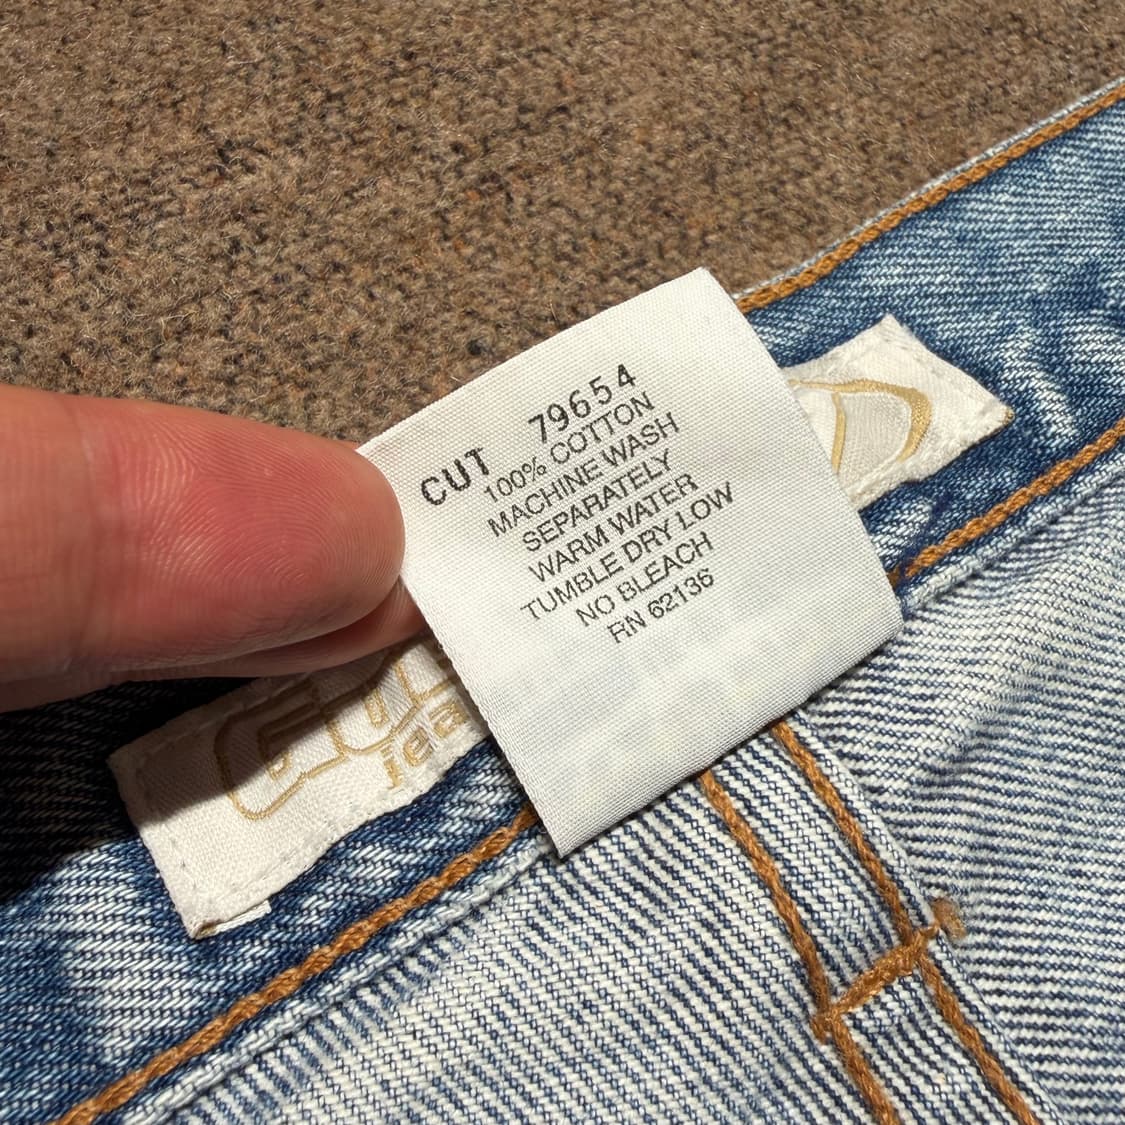 CUT 79654
100% COTTON
MACHINE WASH
SEPARATELY
WARM WATER
TUMBLE DRY LOW
NO BLEACH
RN 62136